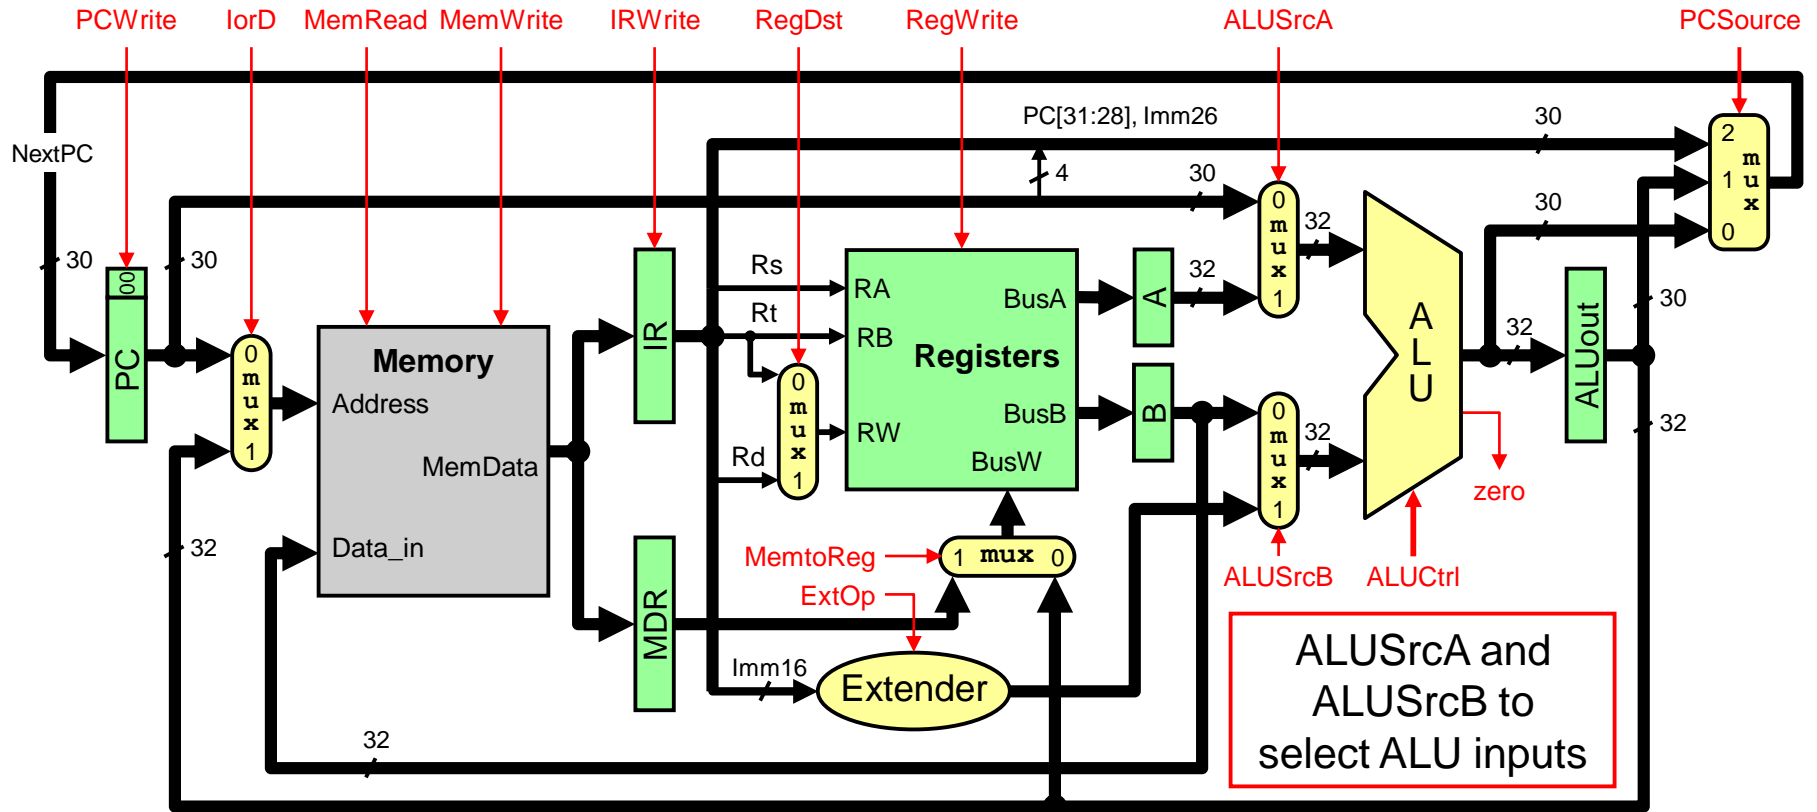 PCWrite IorD MemRead MemWrite IRWrite RegDst RegWrite ALUSrcA PCSource
PC[31:28], Imm26 30
2
NextPC
m
u
x
4 30
1
0 30
m
u
x
1
32
0
30 30
00
Rs
32
RA
BusA
A
30
Rt
A
L
U
PC
0
m
u
x
1
Memory
IR
RB
Registers
32
ALUout
Address
0
m
u
x
1
BusB
B
0
m
u
x
1
32
32
RW
MemData
Rd
BusW
zero
32
Data_in
MemtoReg
1 mux 0
ALUSrcB ALUCtrl
ExtOp
MDR
Imm16
Extender
ALUSrcA and
ALUSrcB to
select ALU inputs
32